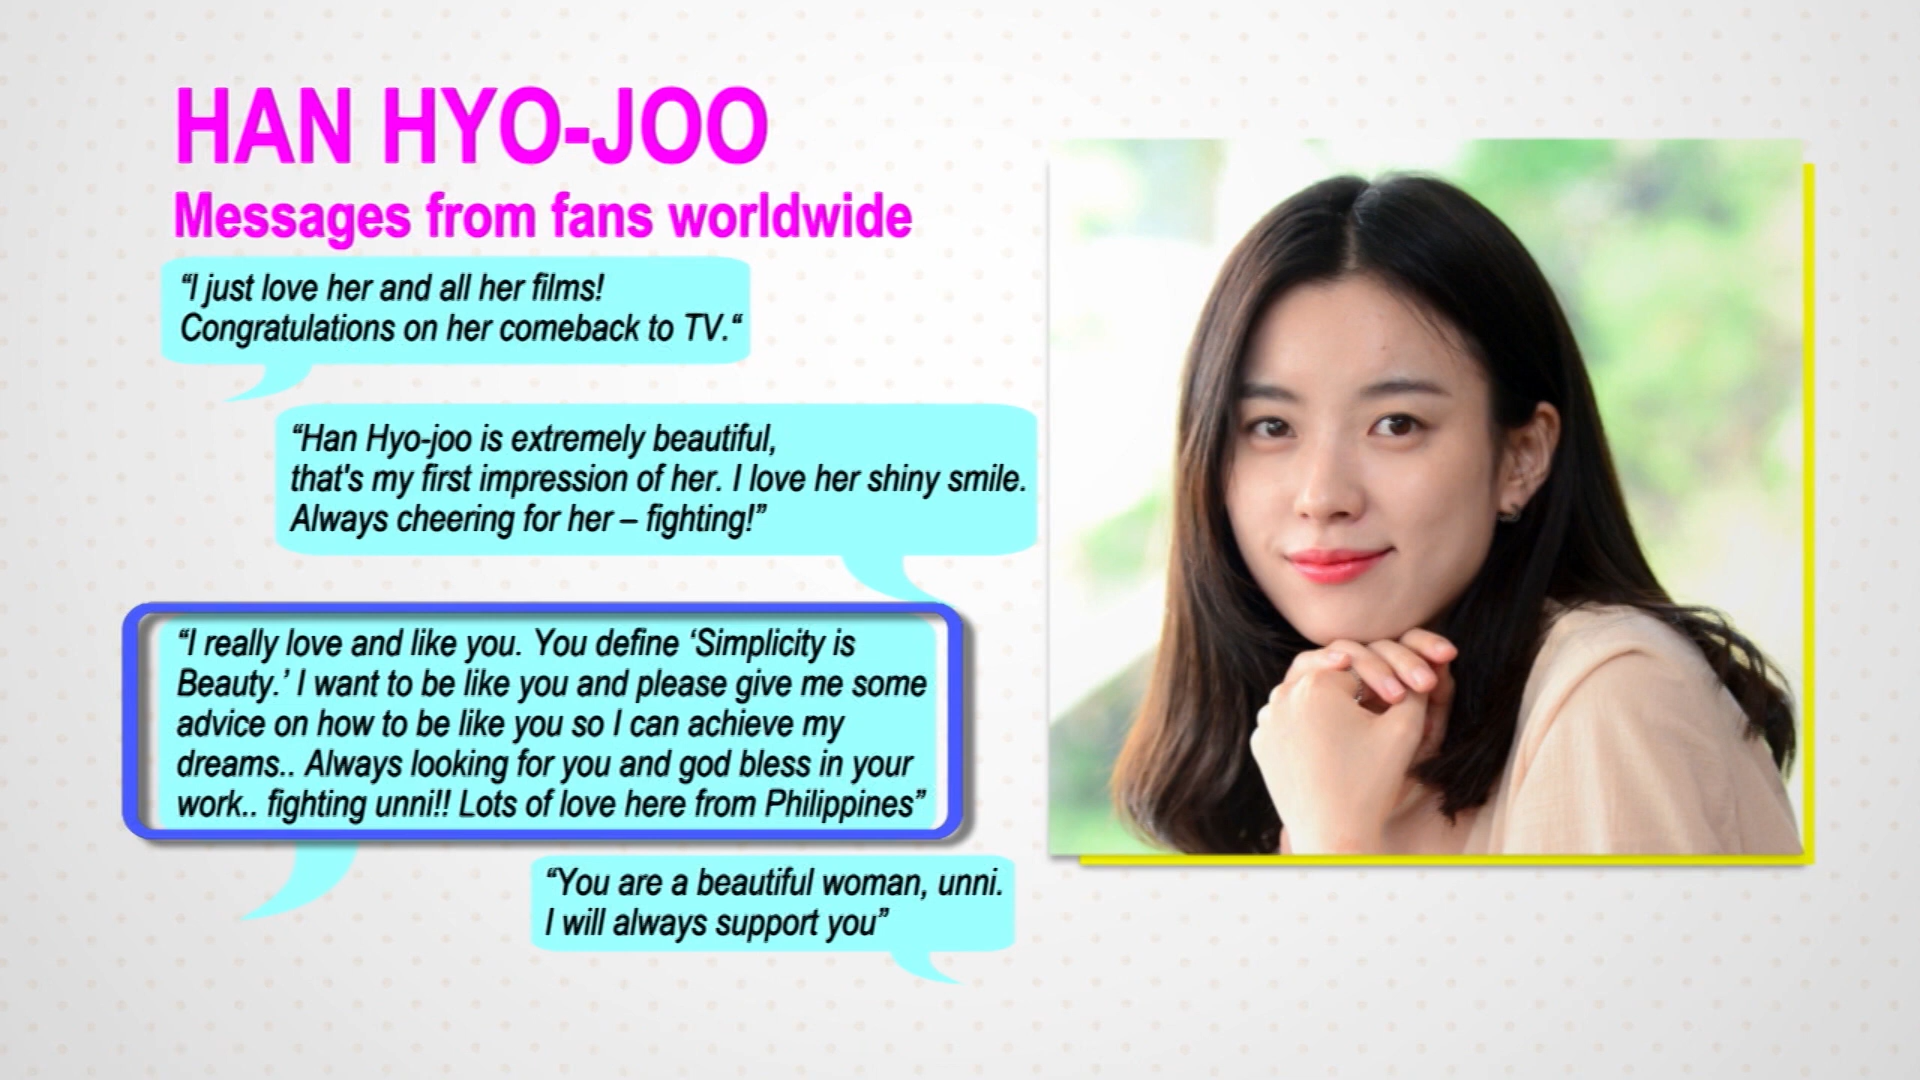 HAN HYO-JOO
Messages from fans worldwide
“I just love her and all her films!
Congratulations on her comeback to TV.“
“Han Hyo-joo is extremely beautiful,
that's my first impression of her. I love her shiny smile.
Always cheering for her – fighting!”
“I really love and like you. You define ‘Simplicity is
Beauty.’ I want to be like you and please give me some
advice on how to be like you so I can achieve my
dreams.. Always looking for you and god bless in your
work.. fighting unni!! Lots of love here from Philippines”
“You are a beautiful woman, unni.
I will always support you”